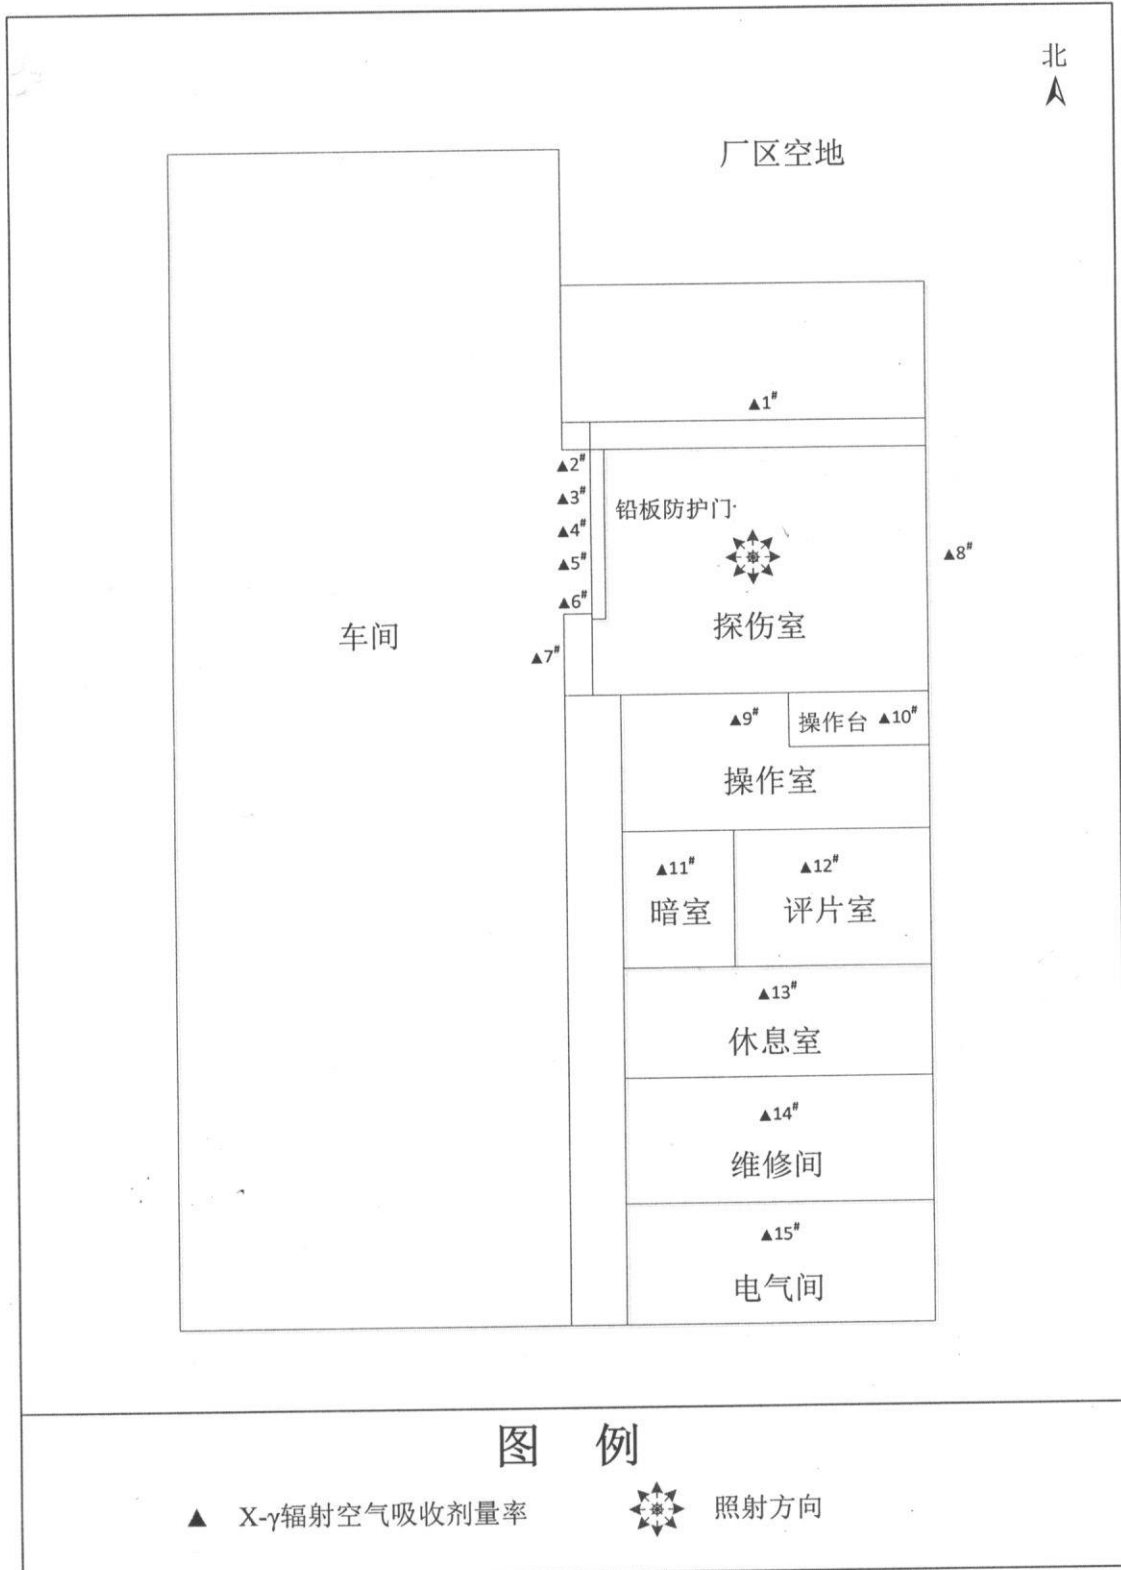 北
厂区空地
▲1#
▲2#
▲3#
铅板防护门
▲4#
▲5#
▲8#
▲6#
探伤室
车间
▲7#
▲9#
操作台 ▲10#
操作室
▲11#
▲12#
暗室
评片室
▲13#
休息室
▲14#
维修间
▲15#
电气间
图 例
▲ X-γ辐射空气吸收剂量率
照射方向